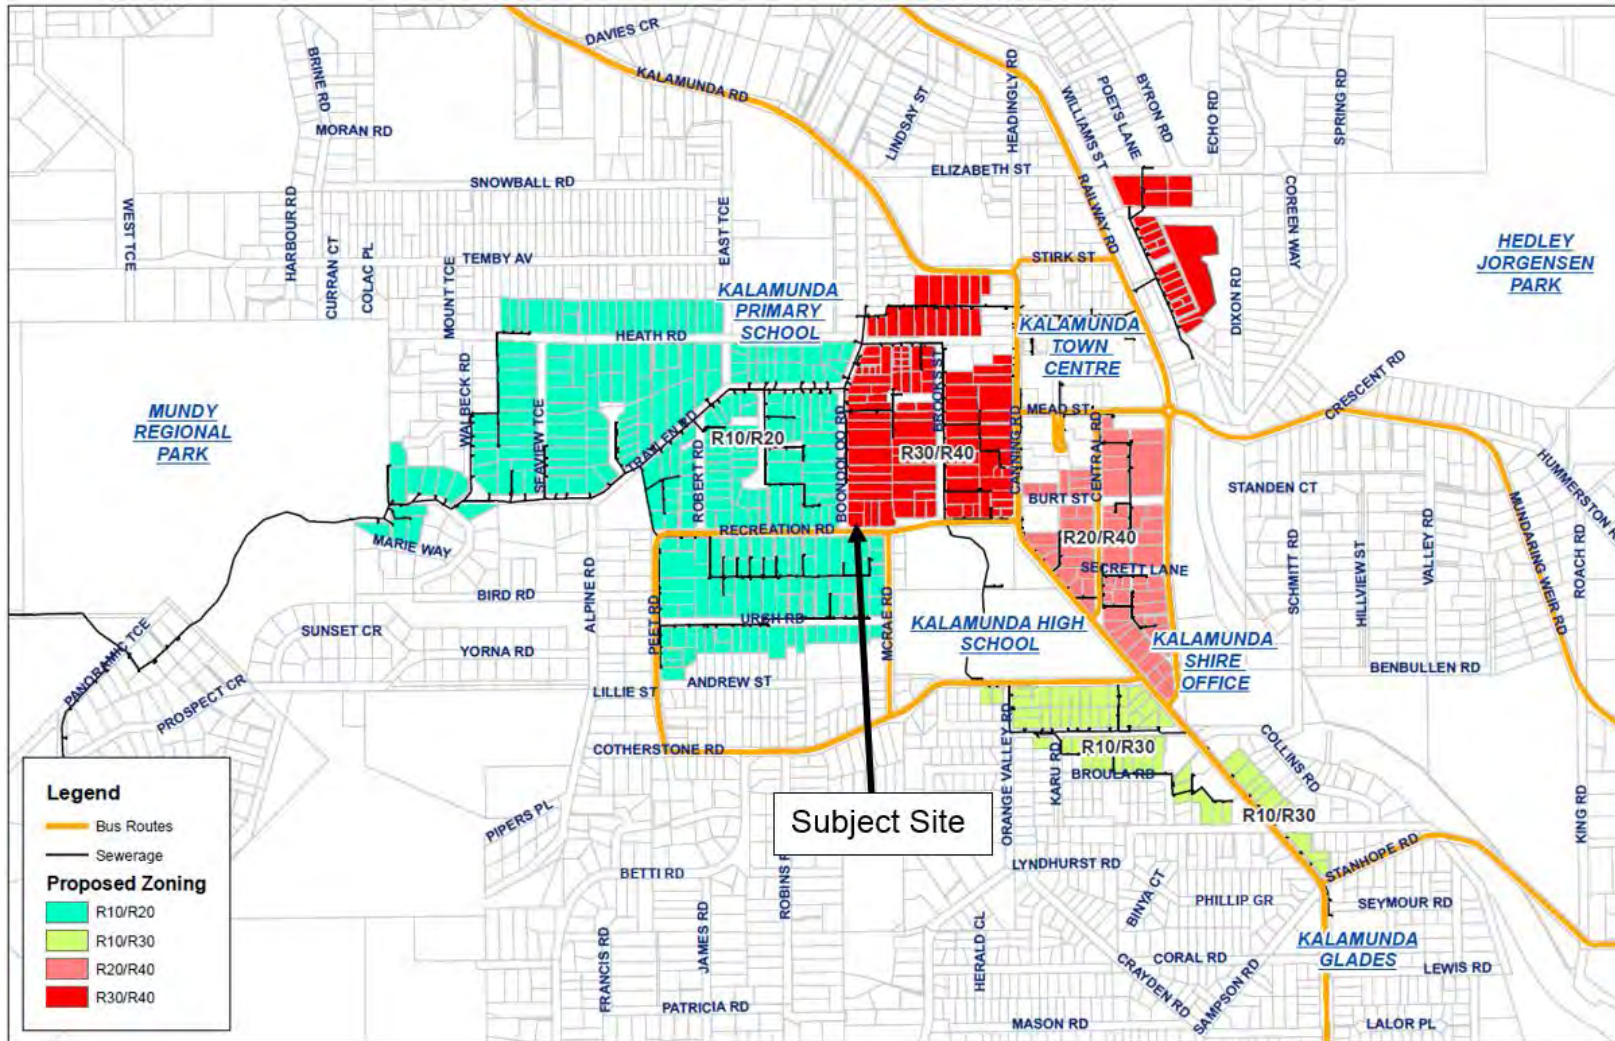 DAVIES CR
KALAMUNDA RD
BRINE RD
MORAN RD
LINDSAY ST
HEADINGLY RD
WILLIAMS ST
POETS LANE
BYRON RD
ECHO RD
SPRING RD
ELIZABETH ST
SNOWBALL RD
WEST TCE
HARBOUR RD
CURRAN CT
COLAC PL
MOUNT TCE
TEMBY AV
EAST TCE
RAILWAY RD
STIRK ST
COREEN WAY
DIXON RD
HEDLEY
JORGENSEN
PARK
KALAMUNDA
PRIMARY
SCHOOL
HEATH RD
KALAMUNDA
TOWN
CENTRE
BROOKS ST
MEAD ST
CRESCENT RD
MUNDY
REGIONAL
PARK
WALBECK RD
SEAVIEW TCE
TRAYLEN RD
R10/R20
ROBERT RD
BOONOOLOO RD
R30/R40
CANNING RD
CENTRAL RD
BURT ST
STANDEN CT
RECREATION RD
R20/R40
SECRETT LANE
MUNDARING WEIR RD
ROACH RD
VALLEY RD
HILLVIEW ST
SCHMITT RD
MARIE WAY
BIRD RD
ALPINE RD
PEET RD
URCH RD
MCRAE RD
KALAMUNDA HIGH
SCHOOL
KALAMUNDA
SHIRE
OFFICE
BENBULLEN RD
SUNSET CR
YORNA RD
PANORAMIC TCE
PROSPECT CR
LILLIE ST
ANDREW ST
COTHERSTONE RD
ORANGE VALLEY RD
KARU RD
R10/R30
BROULA RD
COLLINS RD
R10/R30
KING RD
Legend
Bus Routes
Sewerage
Proposed Zoning
R10/R20
R10/R30
R20/R40
R30/R40
PIPERS PL
Subject Site
BETTI RD
LYNDHURST RD
STANHOPE RD
BINYA CT
PHILLIP GR
SEYMOUR RD
FRANCIS RD
JAMES RD
HERALD CL
CORAL RD
CRAYDEN RD
SAMPSON RD
KALAMUNDA
GLADES
LEWIS RD
PATRICIA RD
MASON RD
LALOR PL